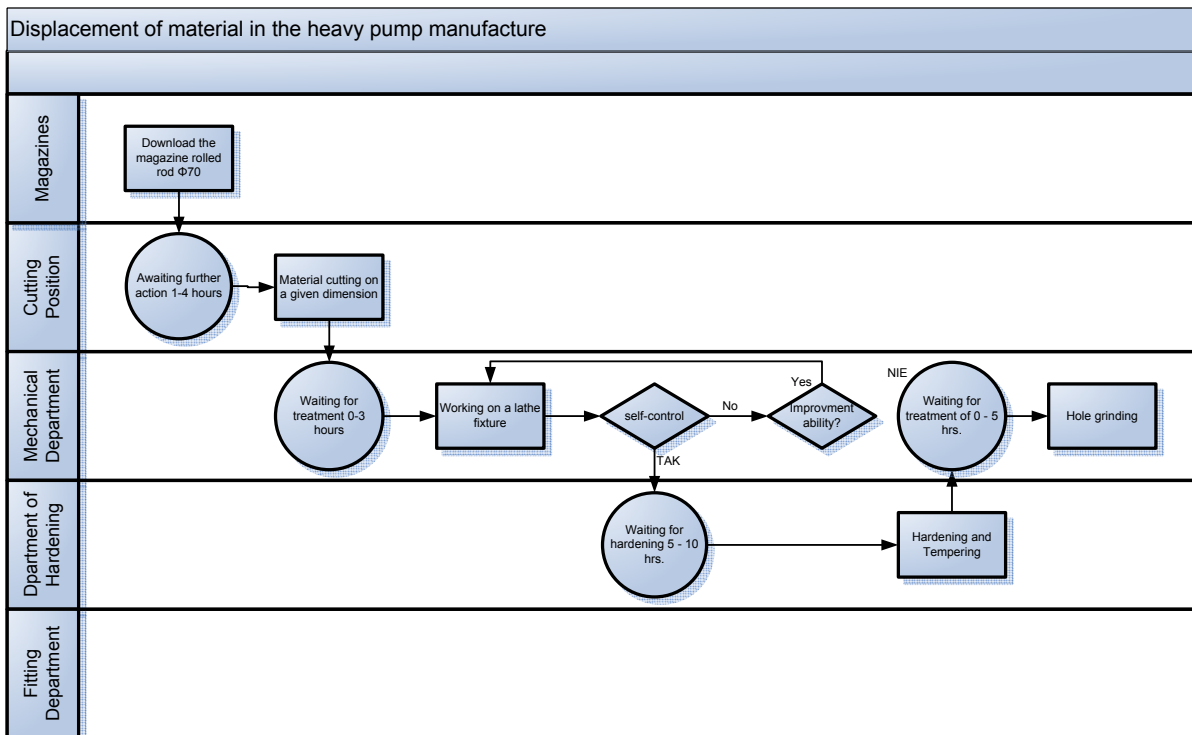 Displacement of material in the heavy pump manufacture
Magazines
Download the
magazine rolled
rod Φ70
Cutting
Position
Awaiting further
action 1-4 hours
Material cutting on
a given dimension
Mechanical
Department
Waiting for
treatment 0-3
hours
Working on a lathe
fixture
self-control
No
Yes
Improvment
ability?
NIE
Waiting for
treatment of 0 - 5
hrs.
Hole grinding
TAK
Dpartment of
Hardening
Waiting for
hardening 5 - 10
hrs.
Hardening and
Tempering
Fitting
Department